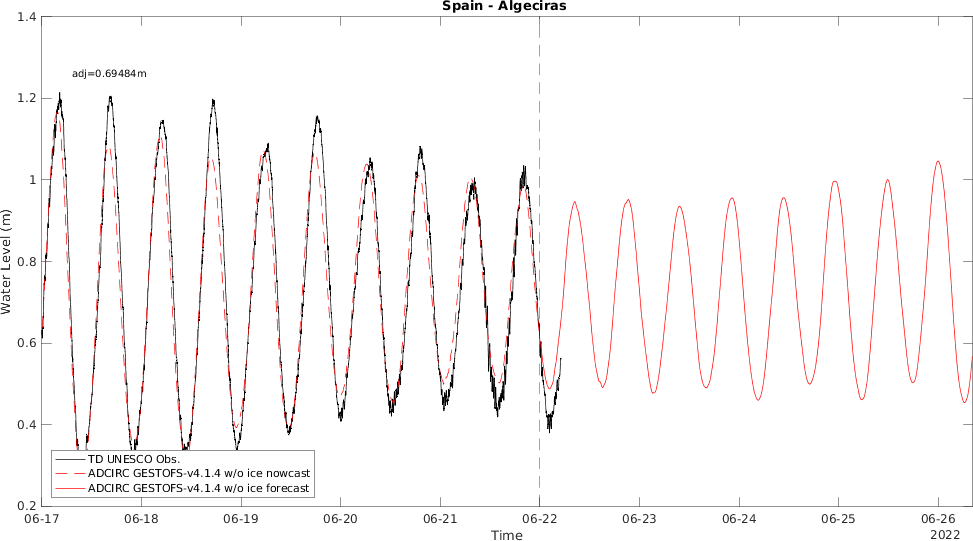 Spain - Algeciras
adj=0.69484m
Water Level (m)
1.4
1.2
1
0.8
0.6
0.4
0.2
TD UNESCO Obs.
ADCIRC GESTOFS-v4.1.4 w/o ice nowcast
ADCIRC GESTOFS-v4.1.4 w/o ice forecast
06-17 06-18 06-19 06-20 06-21 06-22 06-23 06-24 06-25 06-26
Time
2022